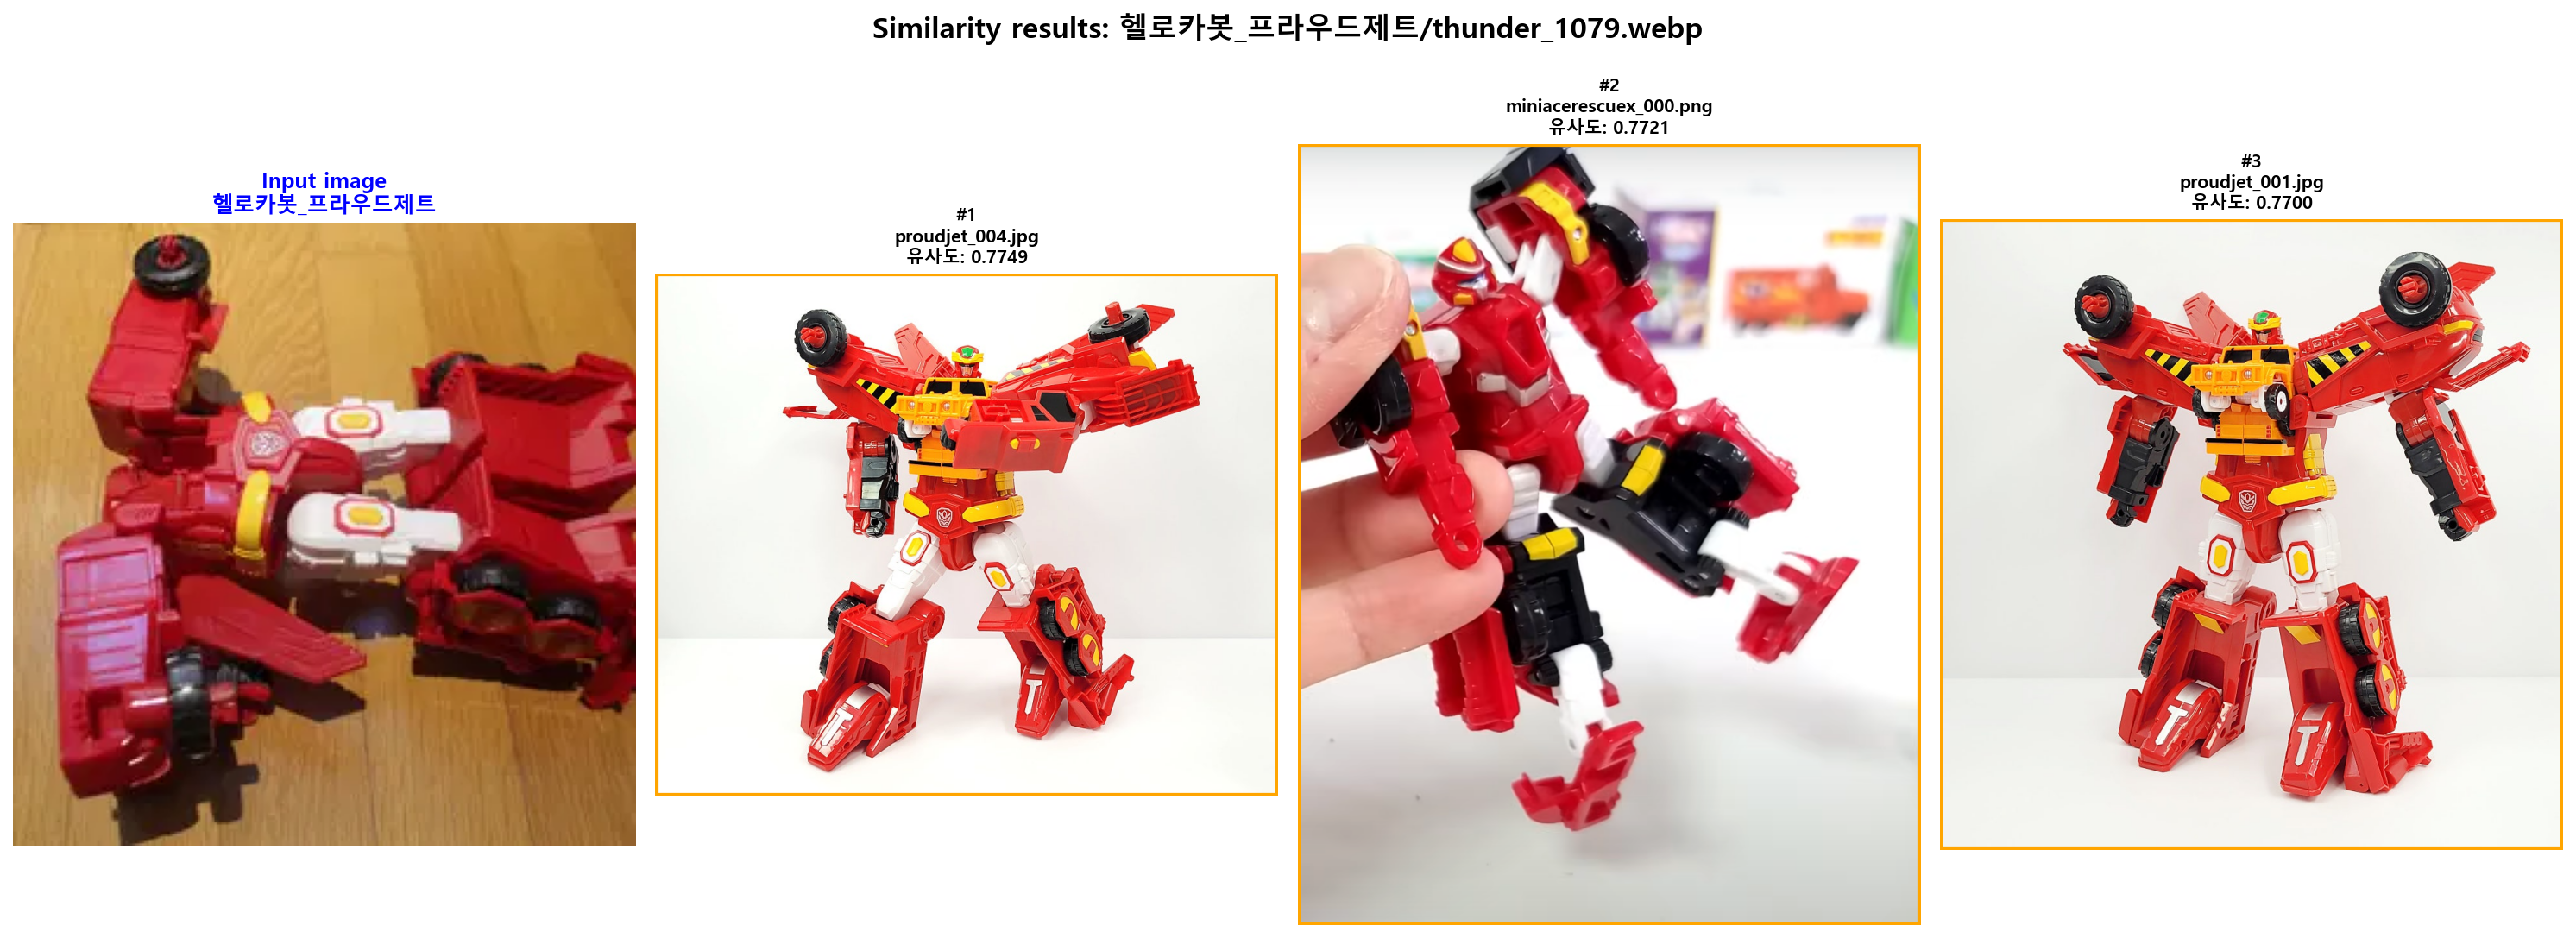 Similarity results: 헬로카봇_프라우드제트/thunder_1079.webp
Input image
헬로카봇_프라우드제트
#1
proudjet_004.jpg
유사도: 0.7749
#2
miniacerescuex_000.png
유사도: 0.7721
#3
proudjet_001.jpg
유사도: 0.7700